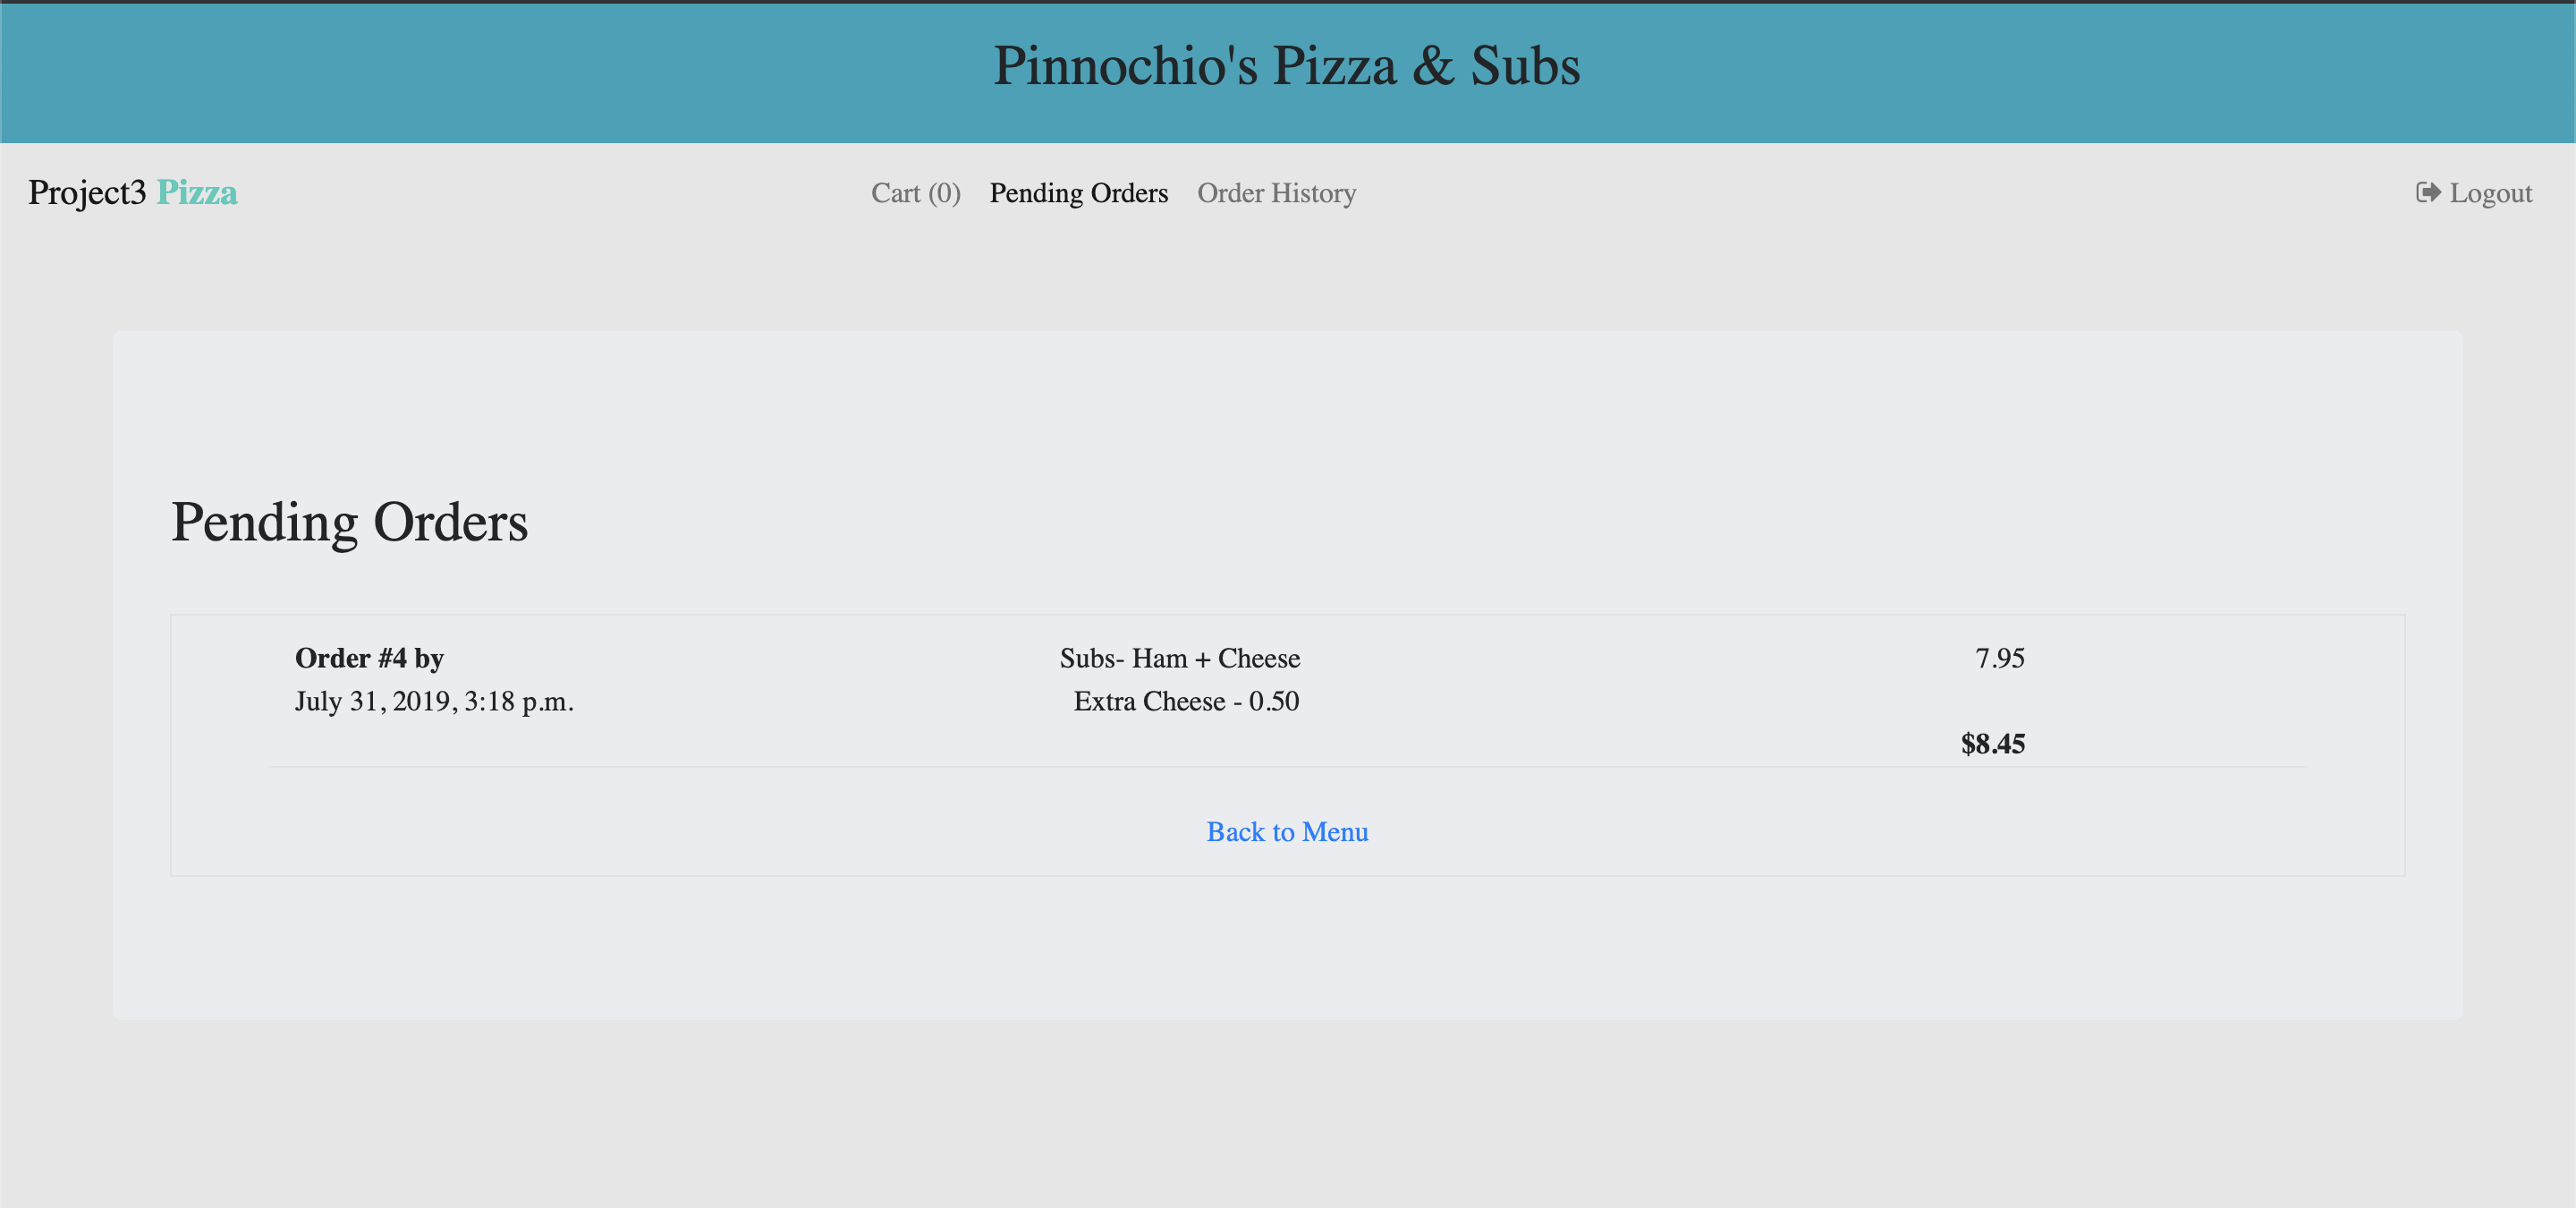 Pinnochio's Pizza & Subs
Project3 Pizza
Cart (0) Pending Orders Order History
Logout
Pending Orders
Order #4 by Subs- Ham + Cheese 7.95
July 31, 2019, 3:18 p.m. Extra Cheese - 0.50
$8.45
Back to Menu